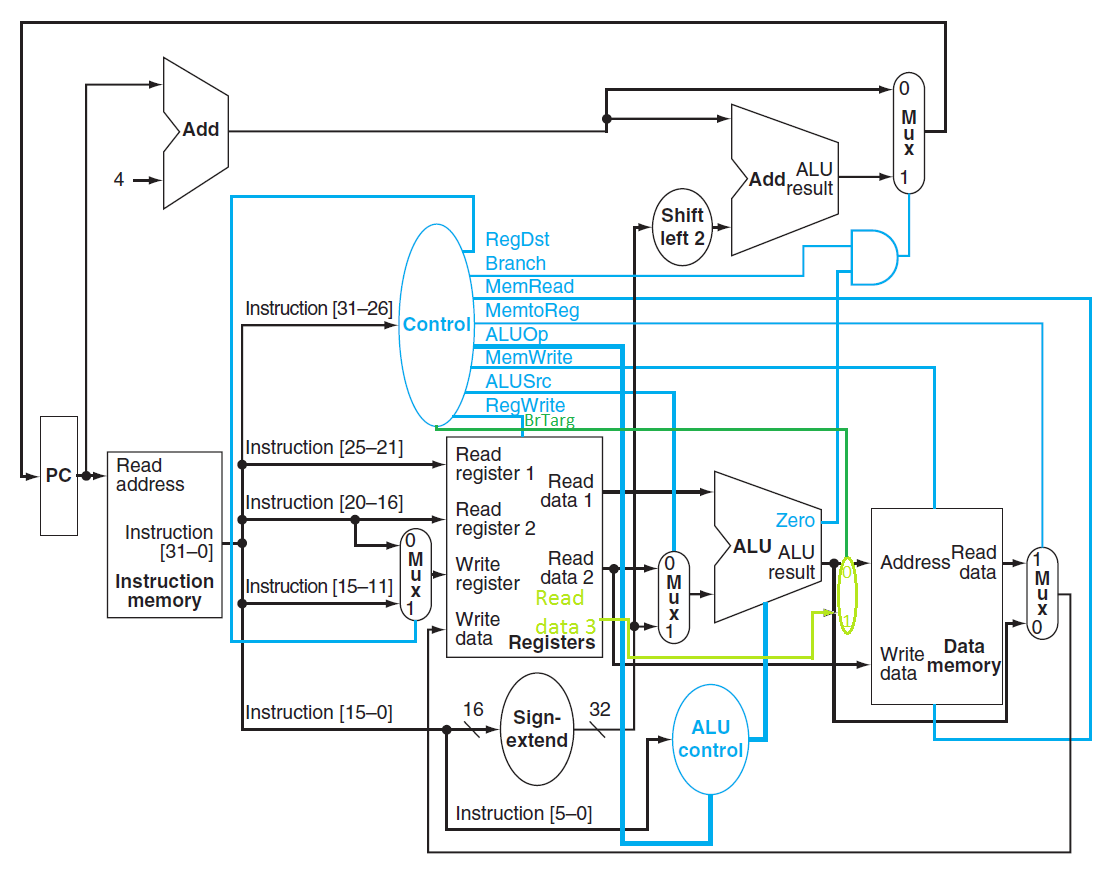 0
M
u
x
1
Add
4
Add
ALU
result
Shift
left 2
RegDst
Branch
MemRead
MemtoReg
ALUOp
MemWrite
ALUSrc
RegWrite
BrTarg
Control
Instruction [31–26]
Instruction [25–21]
Instruction [20–16]
Instruction [15–11]
Instruction [15–0]
Instruction [5–0]
PC
Read
address
Instruction
[31–0]
Instruction
memory
0
M
u
x
1
Read
register 1
Read
register 2
Write
register
Write
data
Read
data 1
Read
data 2
Read
data 3
Registers
0
M
u
x
1
Zero
ALU
ALU
result
0
1
Address
Read
data
Write
data
Data
memory
1
M
u
x
0
16
Sign-
extend
32
ALU
control